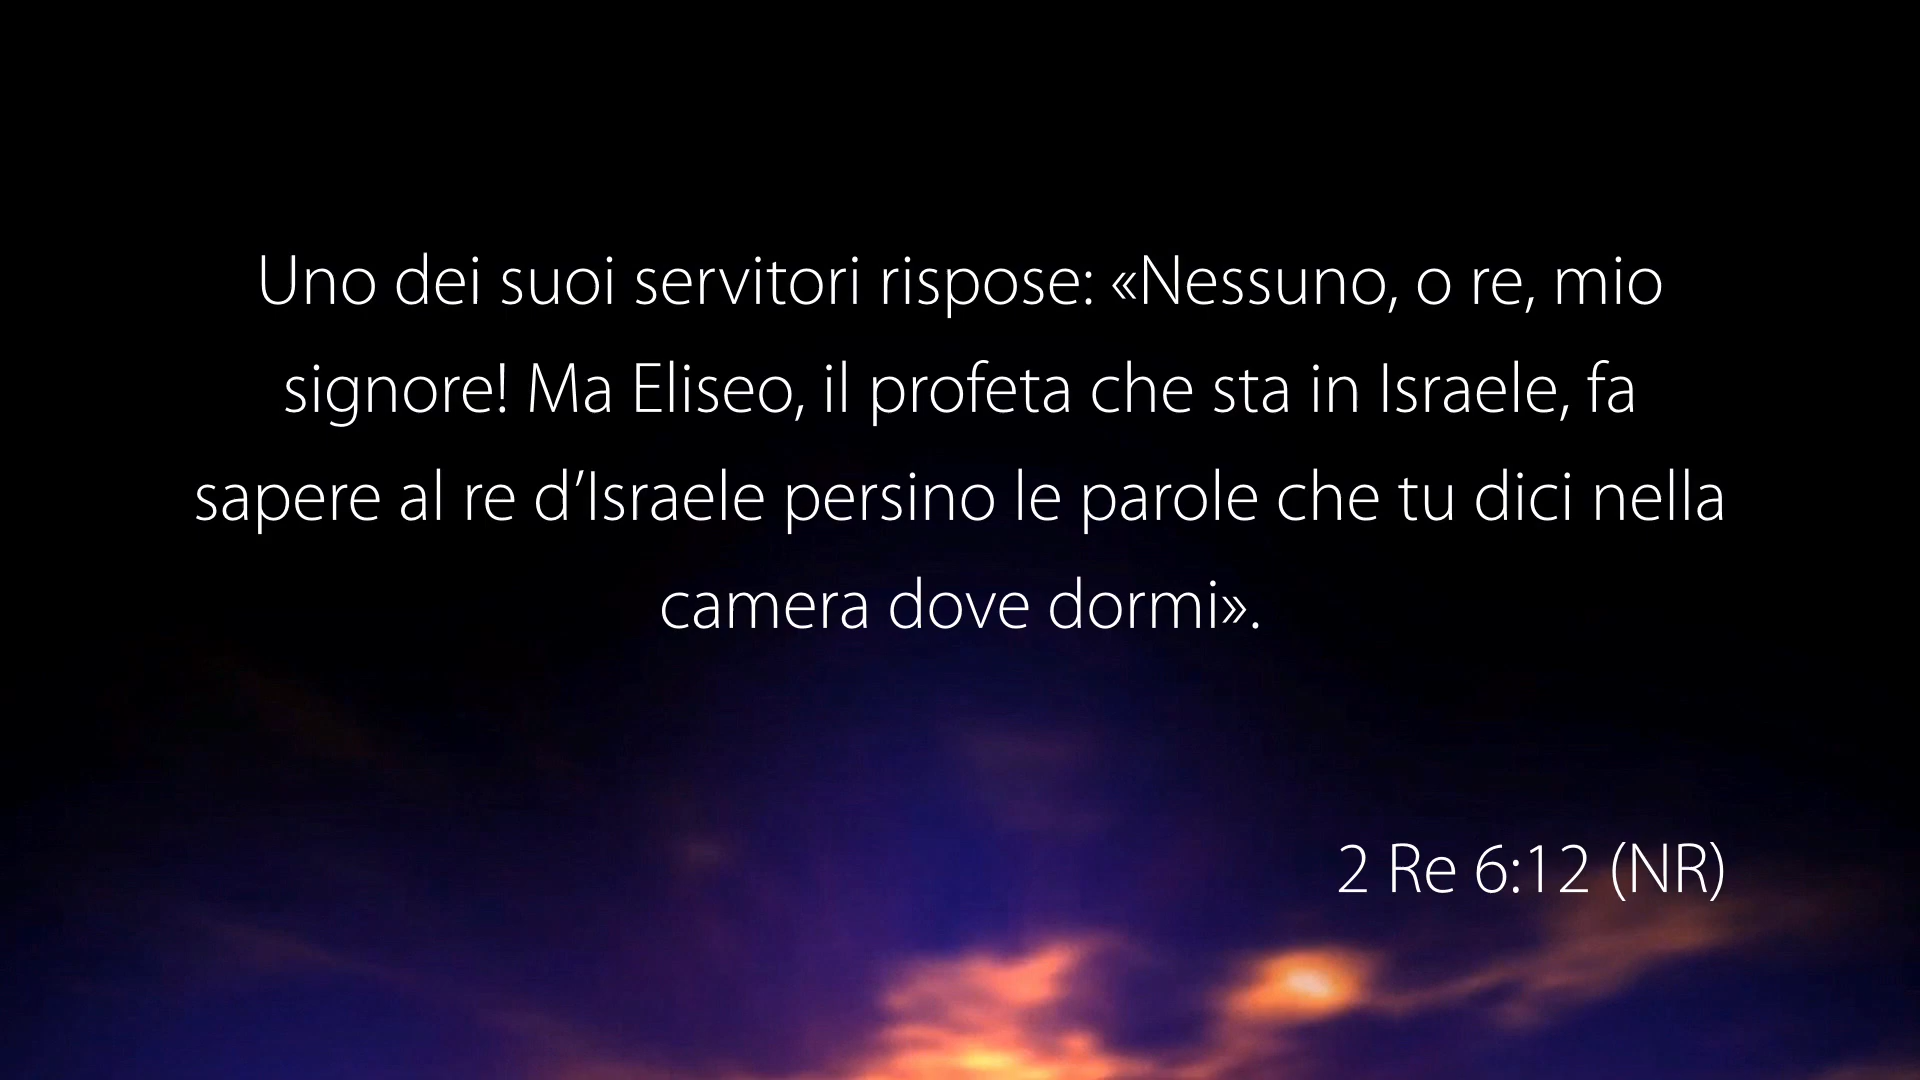 Uno dei suoi servitori rispose: «Nessuno, o re, mio
signore! Ma Eliseo, il profeta che sta in Israele, fa
sapere al re d’Israele persino le parole che tu dici nella
camera dove dormi».
2 Re 6:12 (NR)